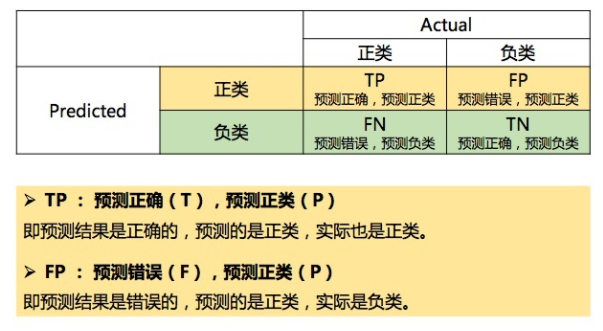 Actual
正类 负类
Predicted 正类 TP FP
预测正确，预测正类 预测错误，预测正类
负类 FN TN
预测错误，预测负类 预测正确，预测负类
➢ TP ： 预测正确（T），预测正类（P）
即预测结果是正确的，预测的是正类，实际也是正类。
➢ FP ： 预测错误（F），预测正类（P）
即预测结果是错误的，预测的是正类，实际是负类。